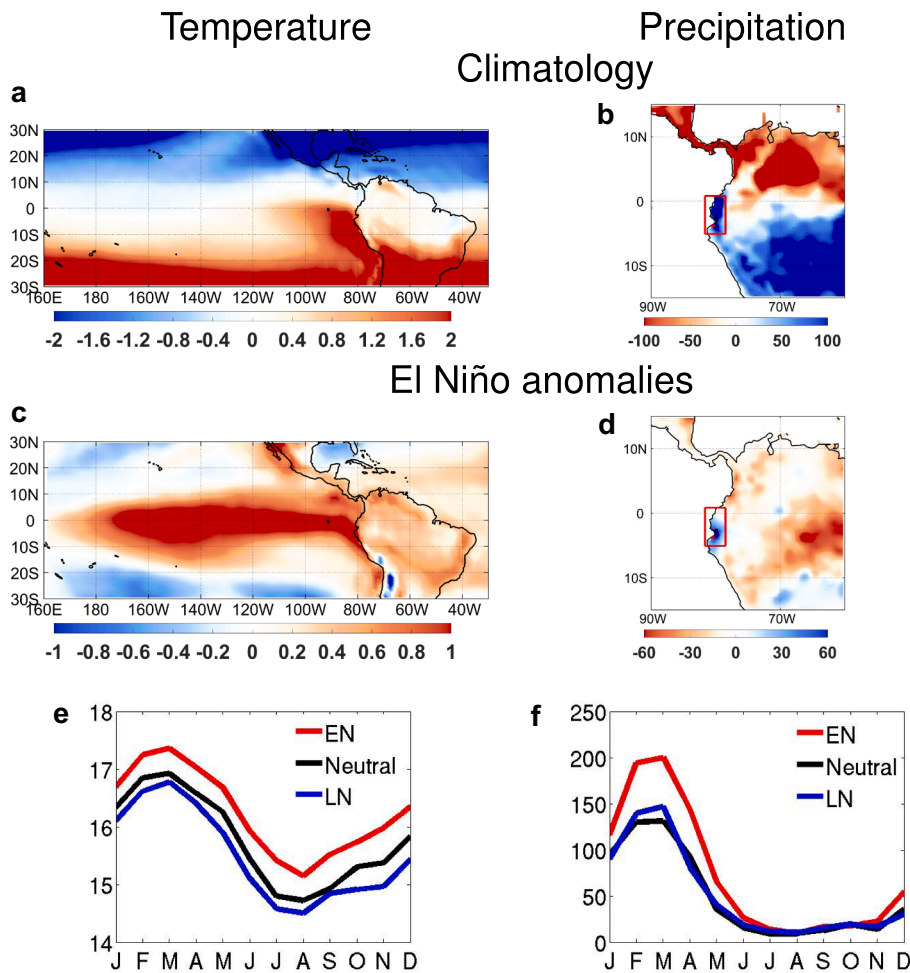 Temperature Precipitation
Climatology
a b
30N
20N
10N
0
10S
20S
30S
160E 180W 160W 140W 120W 100W 80W 60W 40W
-2 -1.6 -1.2 -0.8 -0.4 0 0.4 0.8 1.2 1.6 2
10N
0
10S
90W 70W
-100 -50 0 50 100
El Niño anomalies
c d
30N
20N
10N
0
10S
20S
30S
160E 180W 160W 140W 120W 100W 80W 60W 40W
-1 -0.8 -0.6 -0.4 -0.2 0 0.2 0.4 0.6 0.8 1
10N
0
10S
90W 70W
-60 -30 0 30 60
e
18
17
16
15
14
EN
Neutral
LN
J F M A M J J A S O N D
f
250
200
150
100
50
0
EN
Neutral
LN
J F M A M J J A S O N D